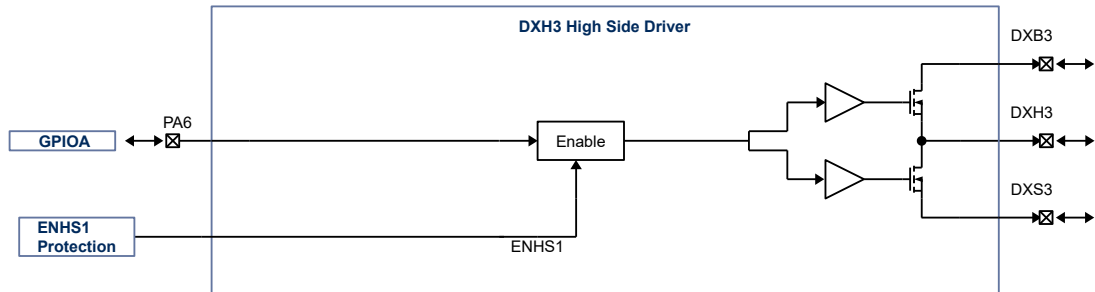 DXH3 High Side Driver
DXB3
PA6
DXH3
GPIOA
Enable
DXS3
ENHS1
Protection
ENHS1